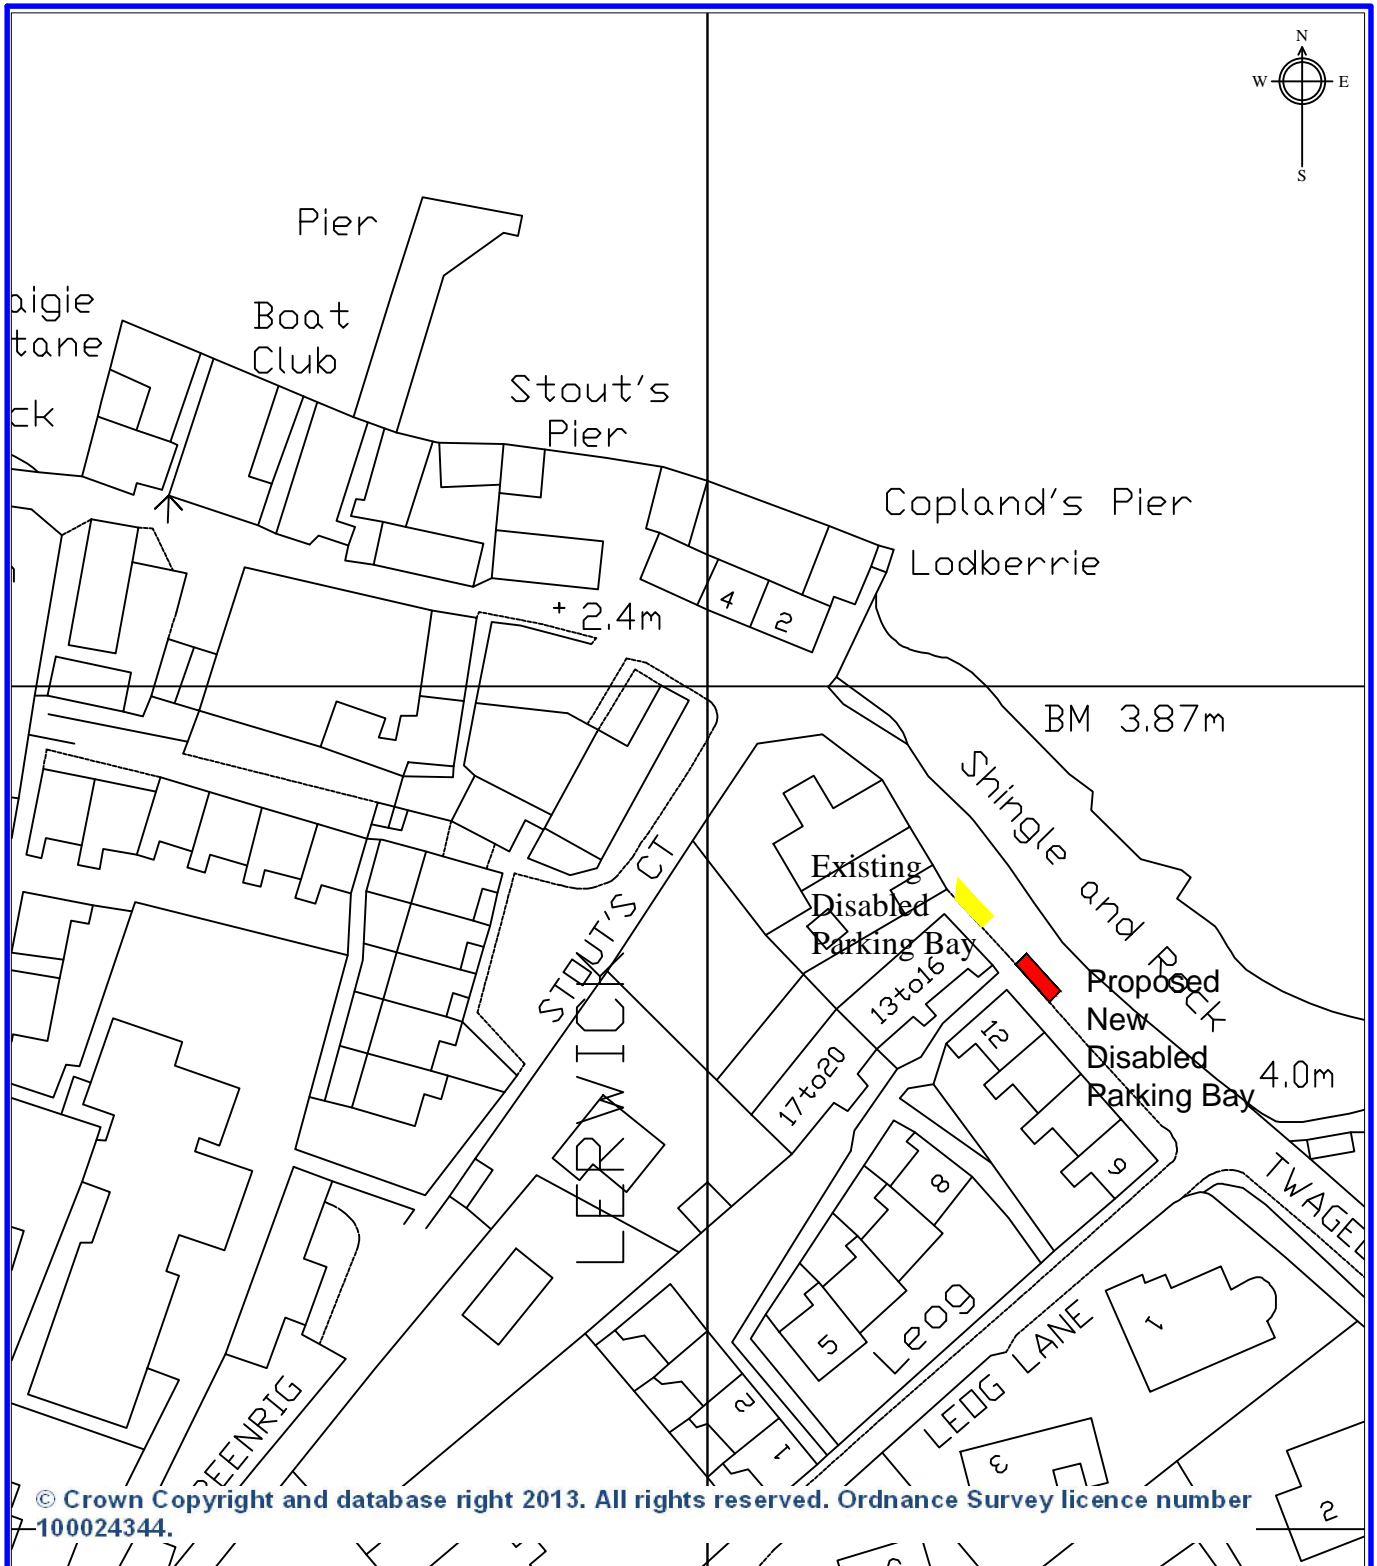 N
W E
S
Pier
aigie
tane
Boat
Club
ck
Stout's
Pier
Copland's Pier
Lodberrie
4
2
+ 2.4m
BM 3.87m
Shingle and Rock
STOUT'S CT
Existing
Disabled
Parking Bay
Proposed
New
Disabled
Parking Bay
13to16
12
4.0m
17to20
LERWICK
9
8
TWAGE
Leog
5
1
LEOG LANE
2
1
3
REENRIG
2
© Crown Copyright and database right 2013. All rights reserved. Ordnance Survey licence number
100024344.